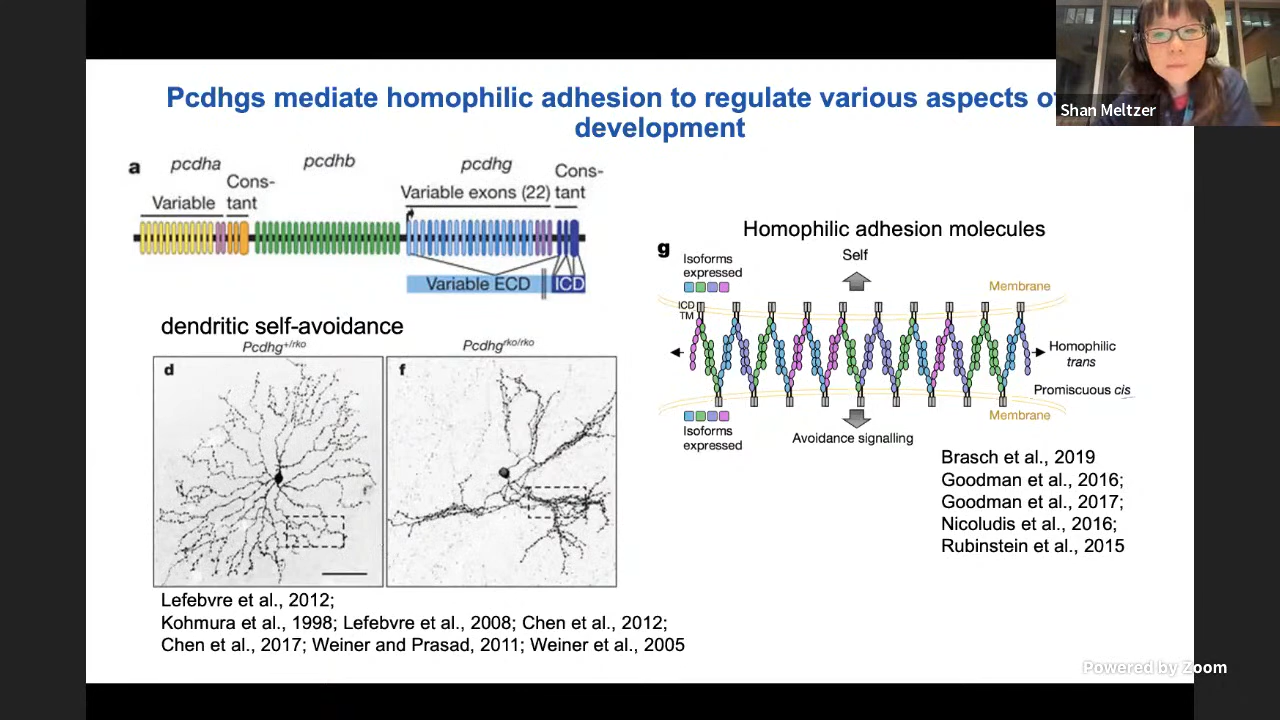 Pcdhgs mediate homophilic adhesion to regulate various aspects of
development
Shan Meltzer
a
pcdha
pcdhb
pcdhg
Variable
Cons-
tant
Variable exons (22)
Cons-
tant
Variable ECD
ICD
dendritic self-avoidance
Pcdhg+/rko
Pcdhgrko/rko
d
f
Lefebvre et al., 2012;
Kohmura et al., 1998; Lefebvre et al., 2008; Chen et al., 2012;
Chen et al., 2017; Weiner and Prasad, 2011; Weiner et al., 2005
Homophilic adhesion molecules
g
Isoforms
expressed
Self
Membrane
ICD
TM
Homophilic
trans
Promiscuous cis
Membrane
Isoforms
expressed
Avoidance signalling
Brasch et al., 2019
Goodman et al., 2016;
Goodman et al., 2017;
Nicoludis et al., 2016;
Rubinstein et al., 2015
Powered by Zoom